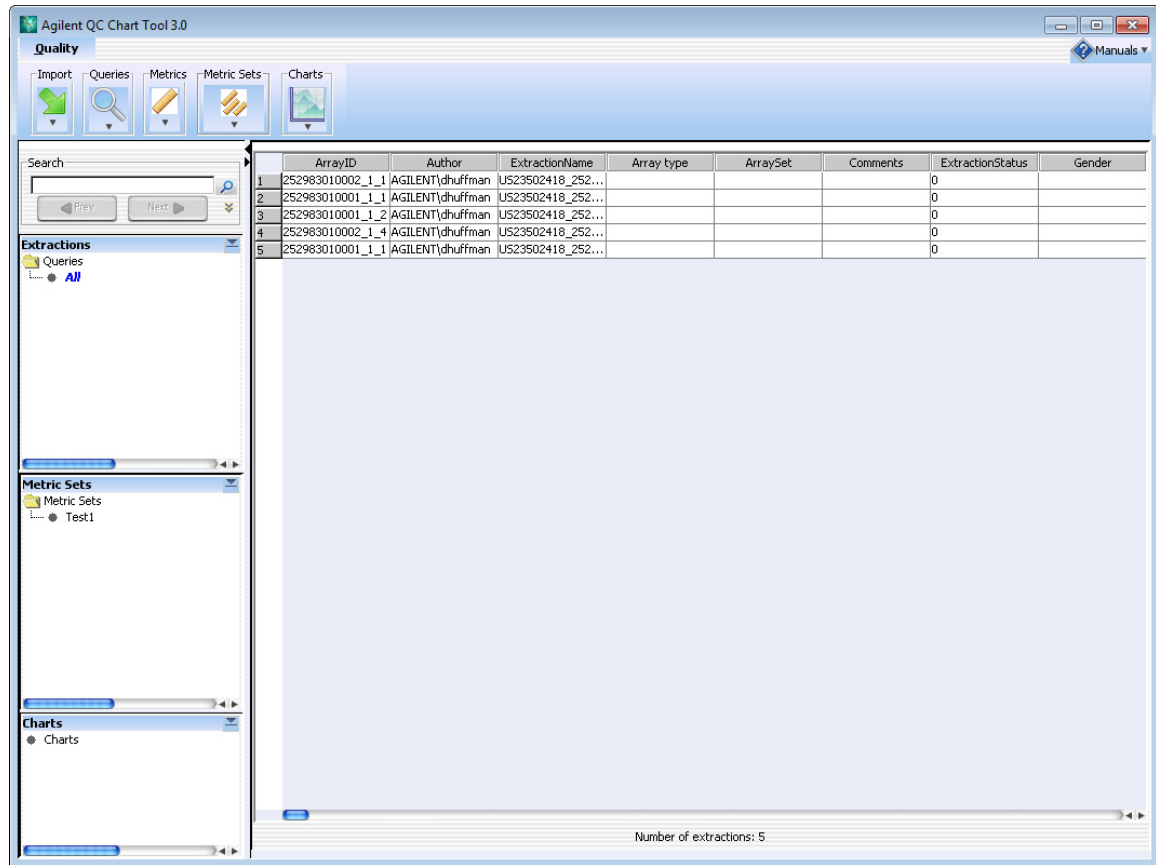 Agilent QC Chart Tool 3.0
Quality
Manuals
Import Queries Metrics Metric Sets Charts
Search
Prev Next
Extractions
Queries
All
Metric Sets
Metric Sets
Test1
Charts
Charts
ArrayID Author ExtractionName Array type ArraySet Comments ExtractionStatus Gender
1 252983010002_1_1 AGILENT\dhuffman US23502418_252... 0
2 252983010001_1_1 AGILENT\dhuffman US23502418_252... 0
3 252983010001_1_2 AGILENT\dhuffman US23502418_252... 0
4 252983010002_1_4 AGILENT\dhuffman US23502418_252... 0
5 252983010001_1_1 AGILENT\dhuffman US23502418_252... 0
Number of extractions: 5